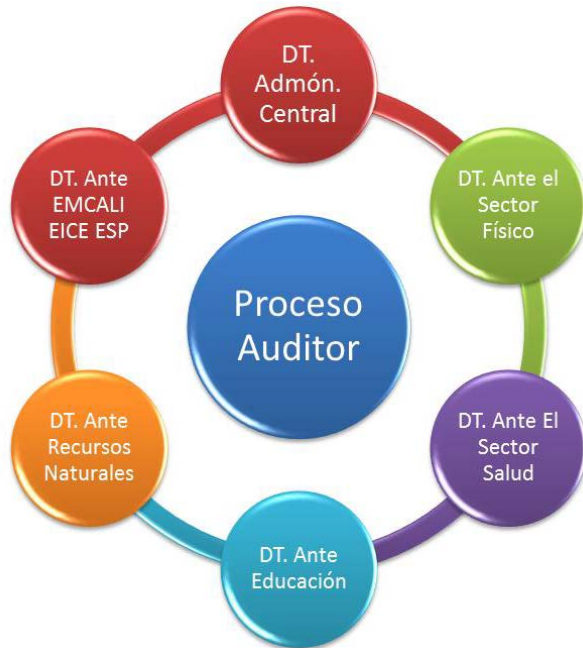 DT.
Admón.
Central
DT. Ante el
Sector
Físico
DT. Ante El
Sector
Salud
DT. Ante
Educación
DT. Ante
Recursos
Naturales
DT. Ante
EMCALI
EICE ESP
Proceso
Auditor